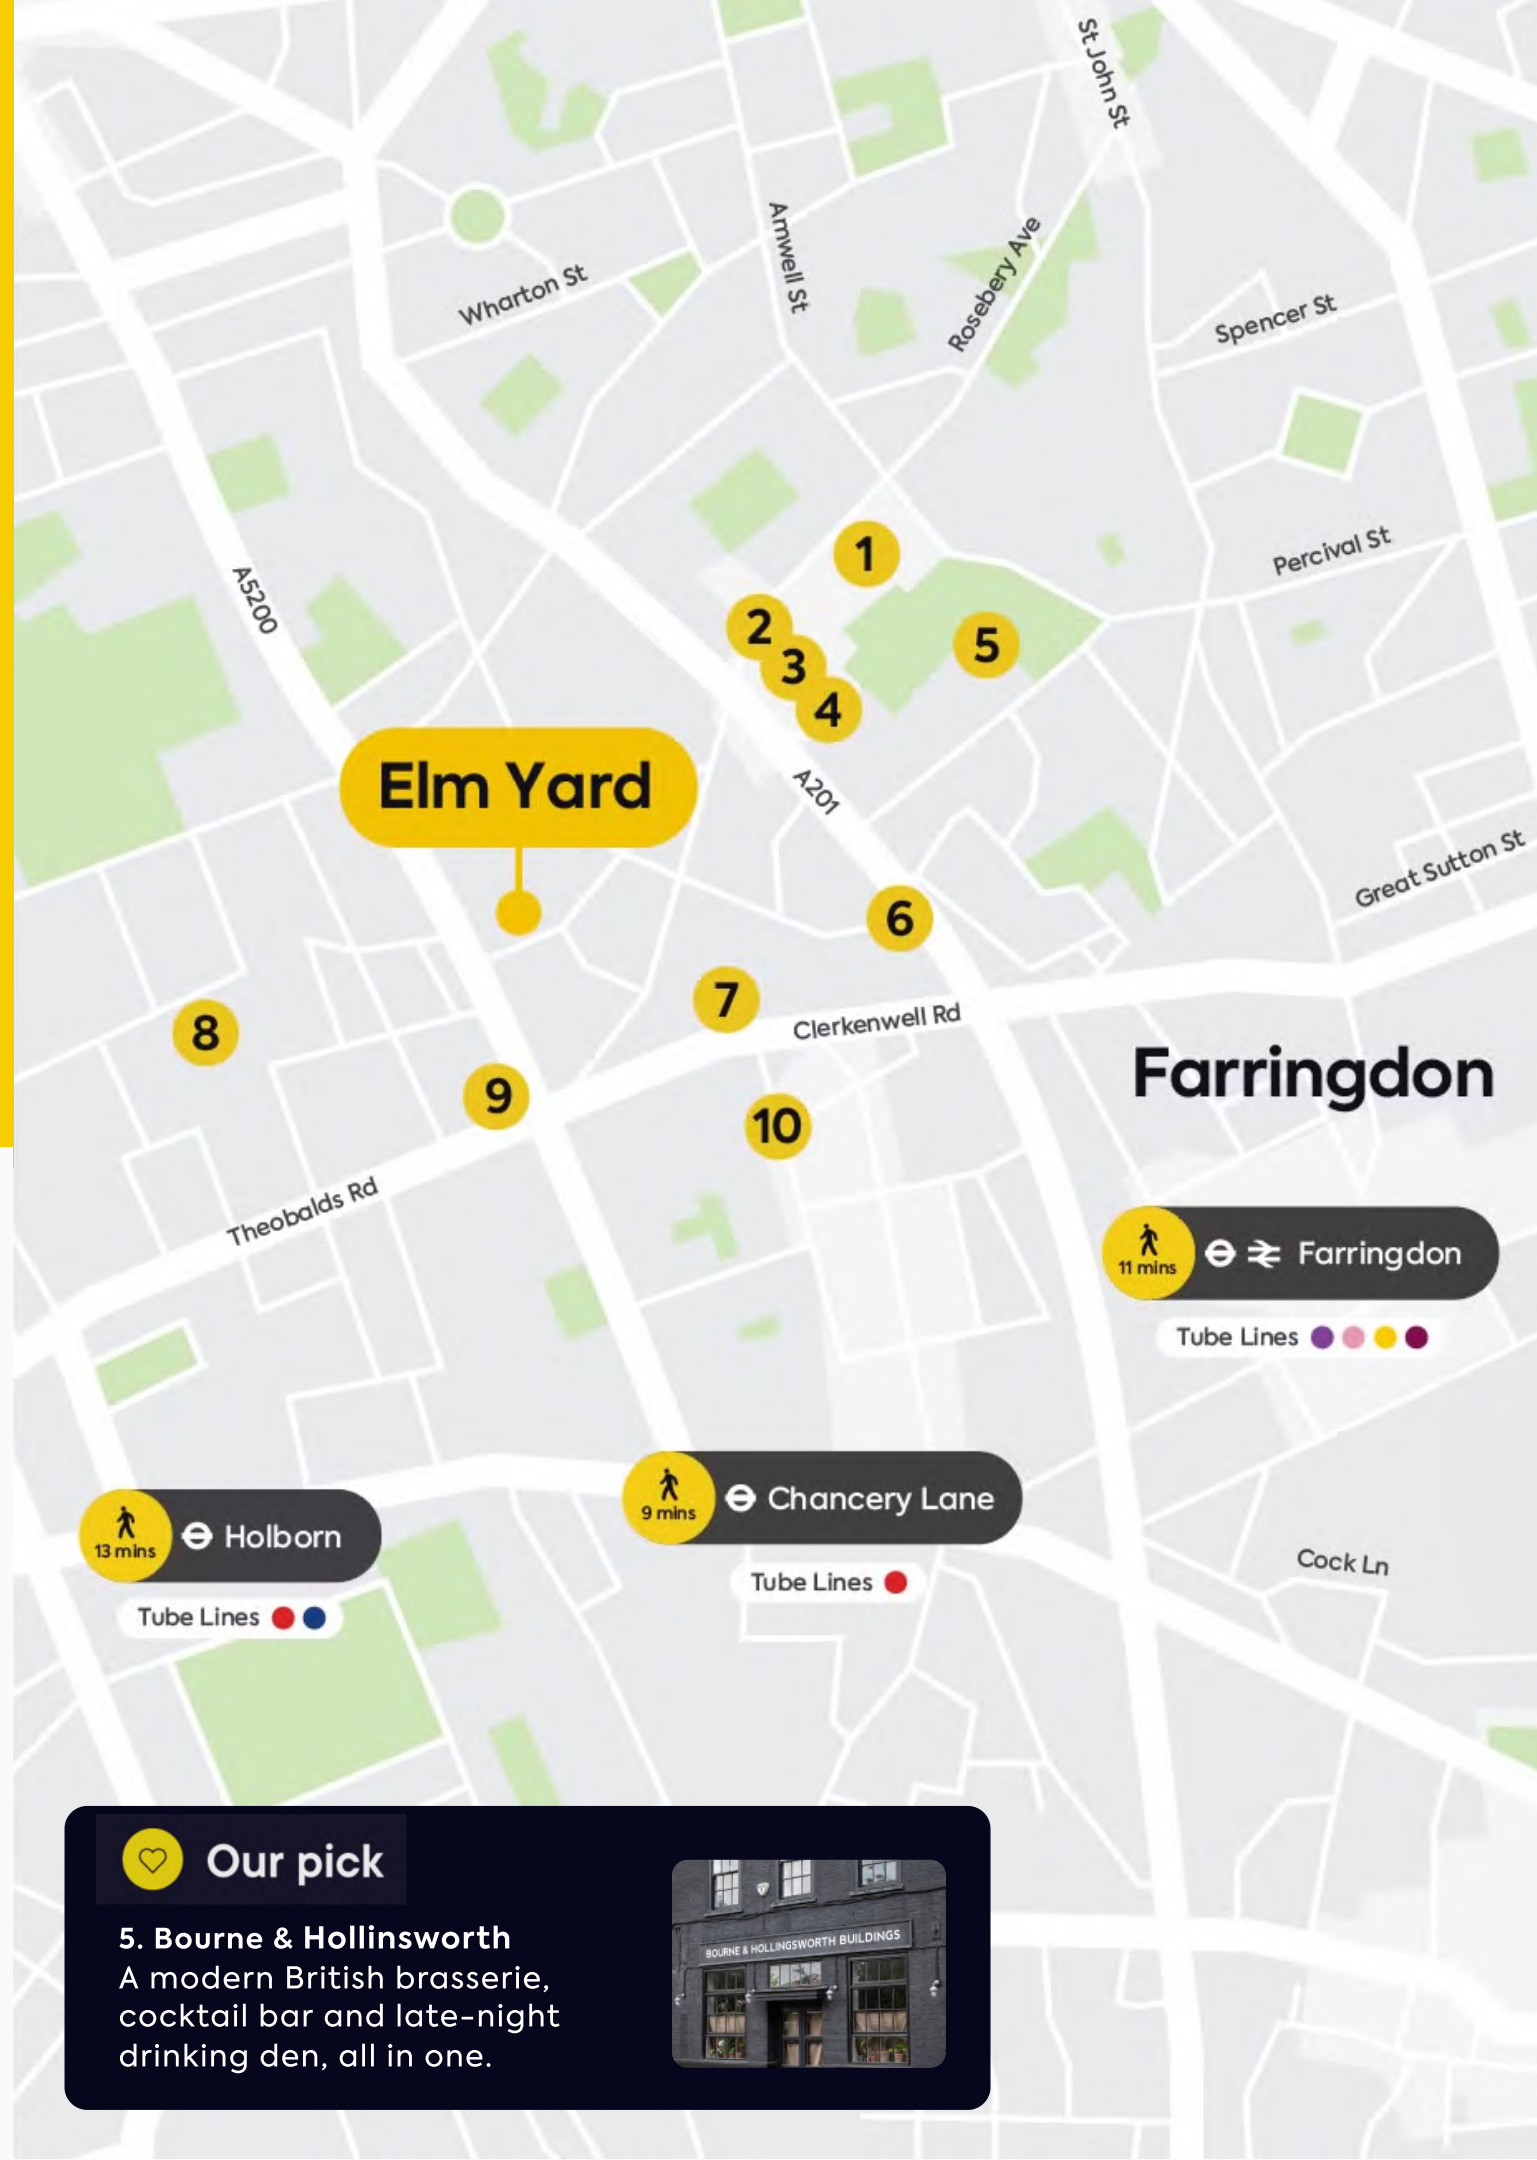 St John St
Amwell St
Rosebery Ave
Wharton St
Spencer St
Percival St
A5200
1
2
3
4
5
Elm Yard
A201
Great Sutton St
6
7
8
Clerkenwell Rd
9
10
Farringdon
Theobalds Rd
11 mins
Farringdon
Tube Lines
9 mins
Chancery Lane
Tube Lines
13 mins
Holborn
Tube Lines
Cock Ln
Our pick
5. Bourne & Hollinsworth
A modern British brasserie,
cocktail bar and late-night
drinking den, all in one.
BOURNE & HOLLINGSWORTH BUILDINGS